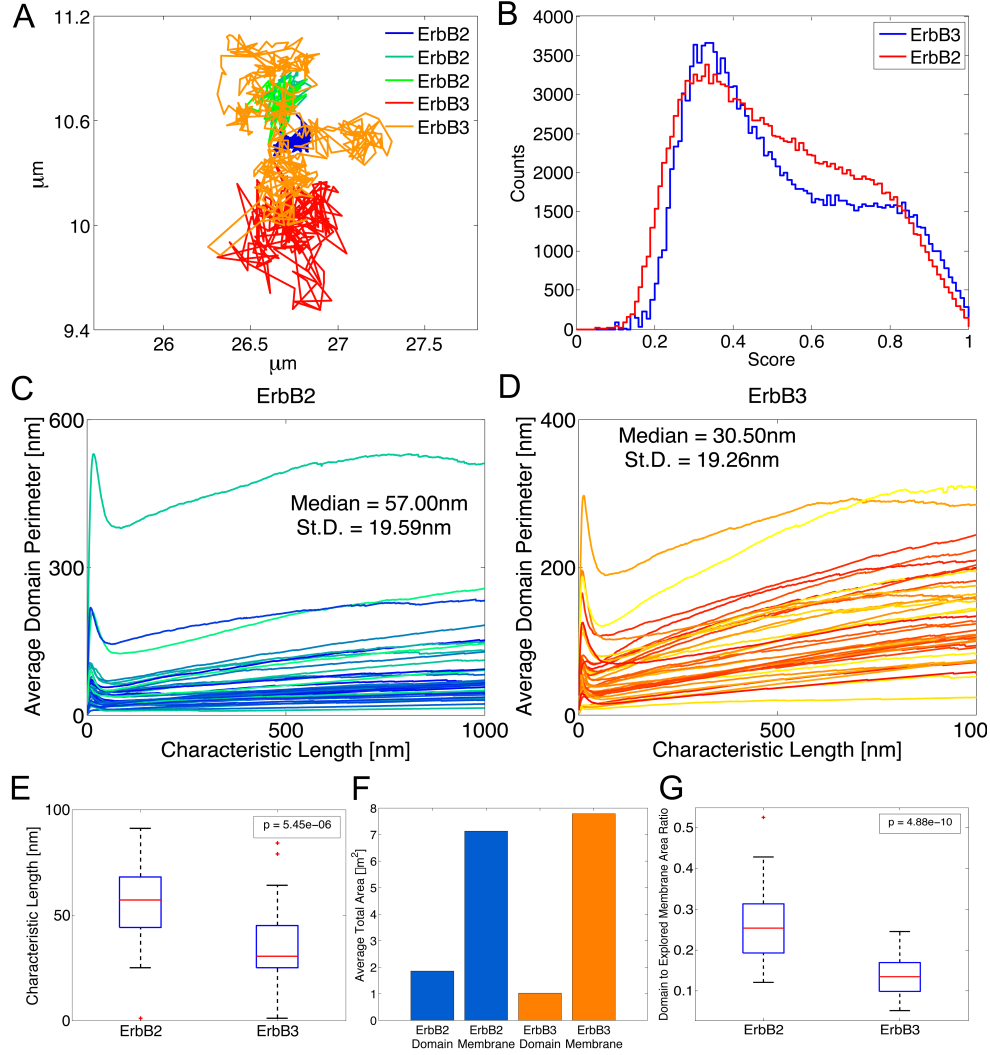 A
11.2
10.6
10
9.4
μm
26
26.5
27
27.5
μm
ErbB2
ErbB2
ErbB2
ErbB3
ErbB3
B
4000
3500
3000
2500
2000
1500
1000
500
0
Counts
0
0.2
0.4
0.6
0.8
1
Score
ErbB3
ErbB2
C
ErbB2
600
300
0
Average Domain Perimeter [nm]
Median = 57.00nm
St.D. = 19.59nm
0
500
1000
Characteristic Length [nm]
D
ErbB3
400
200
0
Average Domain Perimeter [nm]
Median = 30.50nm
St.D. = 19.26nm
0
500
100
Characteristic Length [nm]
E
100
50
0
Characteristic Length [nm]
p = 5.45e−06
ErbB2
ErbB3
F
8
7
6
5
4
3
2
1
0
Average Total Area []m²]
ErbB2
Domain
ErbB2
Membrane
ErbB3
Domain
ErbB3
Membrane
G
0.5
0.4
0.3
0.2
0.1
Domain to Explored Membrane Area Ratio
p = 4.88e−10
ErbB2
ErbB3